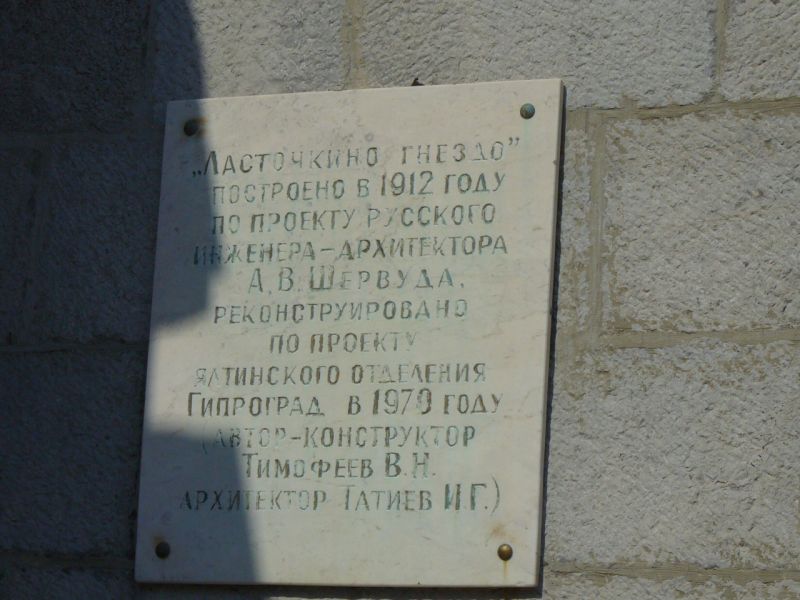 „Ласточкино гнездо”
построено в 1912 году
по проекту русского
инженера-архитектора
А.В. Шервуда.
реконструировано
по проекту
ялтинского отделения
Гипроград в 1970 году
(автор-конструктор
Тимофеев В.Н.
архитектор Татиев И.Г.)